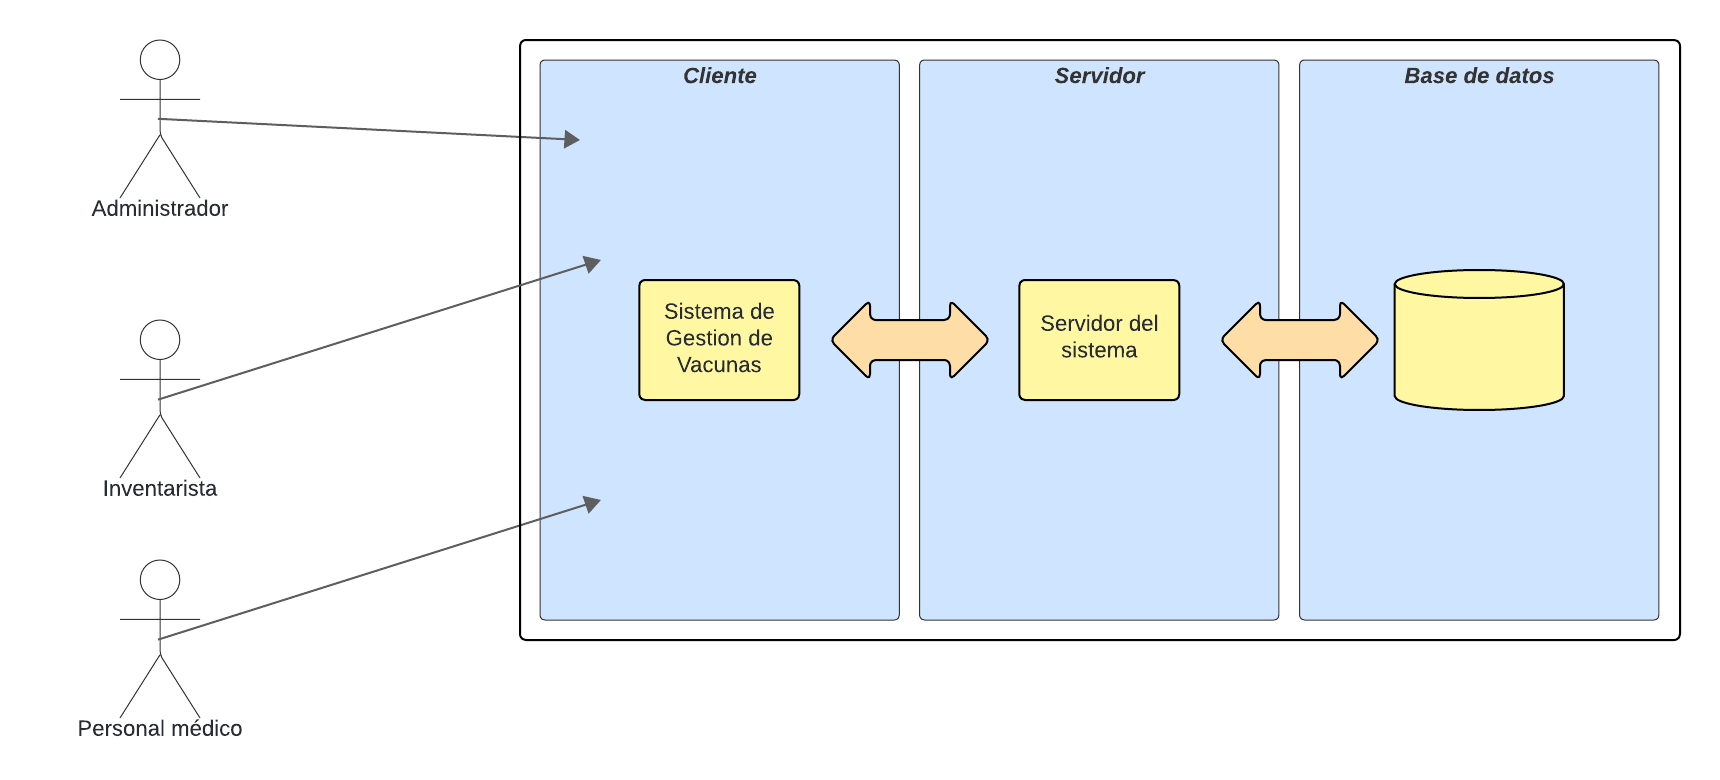 Cliente
Servidor
Base de datos
Administrador
Sistema de
Gestion de
Vacunas
Servidor del
sistema
Inventarista
Personal médico